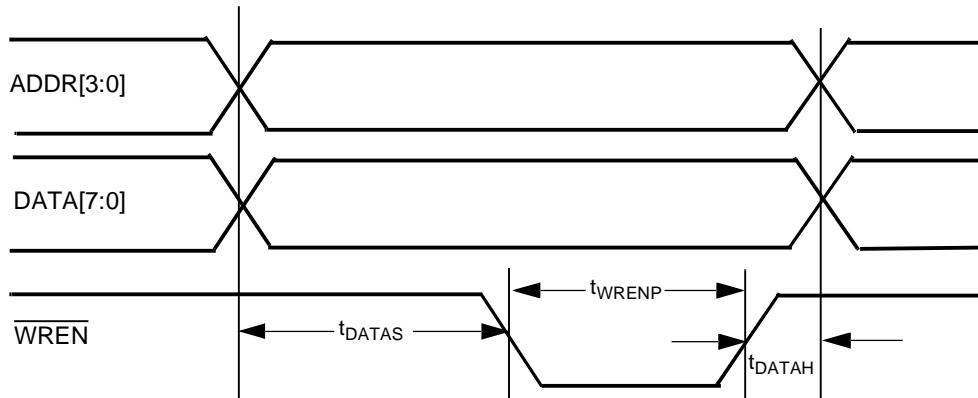 ADDR[3:0]
DATA[7:0]
tWRENP
WREN
tDATAS
tDATAH